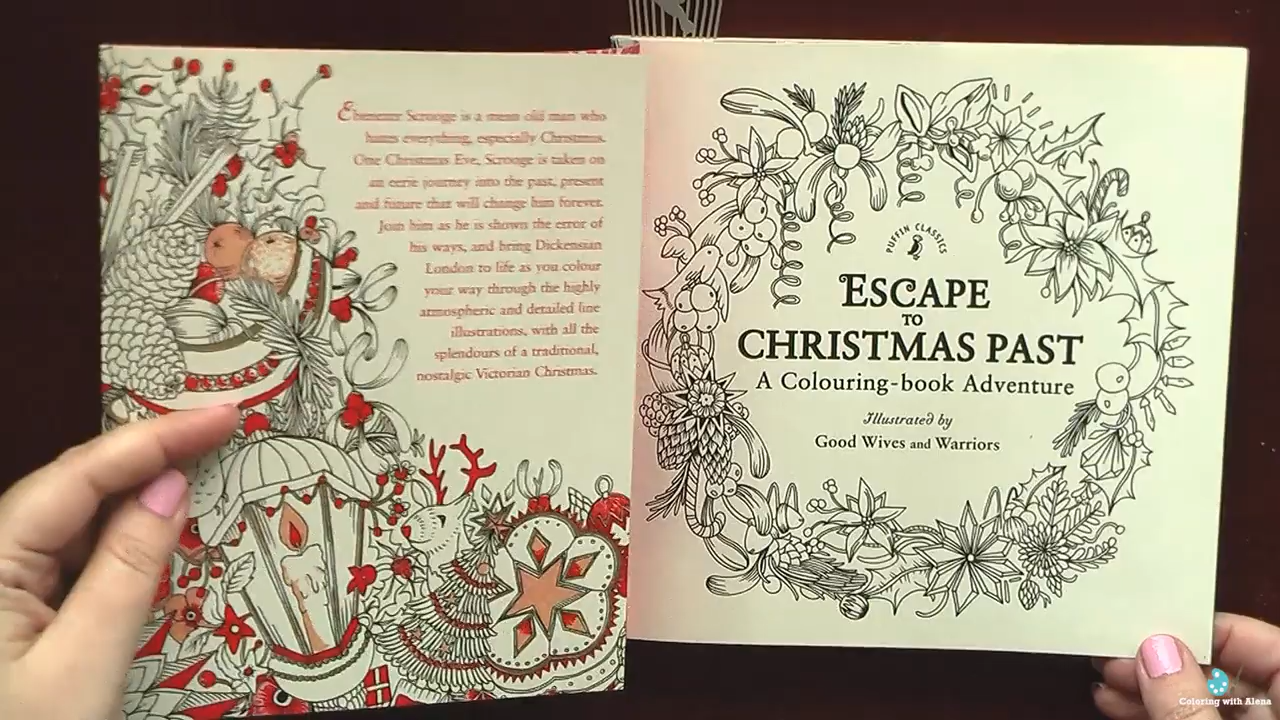 Ebenezer Scrooge is a mean old man who
hates everything, especially Christmas.
One Christmas Eve, Scrooge is taken on
an eerie journey into the past, present
and future that will change him forever.
Join him as he is shown the error of
his ways, and bring Dickensian
London to life as you colour
your way through the highly
atmospheric and detailed line
illustrations, with all the
splendours of a traditional,
nostalgic Victorian Christmas.
PUFFIN CLASSICS
ESCAPE
TO
CHRISTMAS PAST
A Colouring-book Adventure
Illustrated by
Good Wives and Warriors
Coloring with Alena